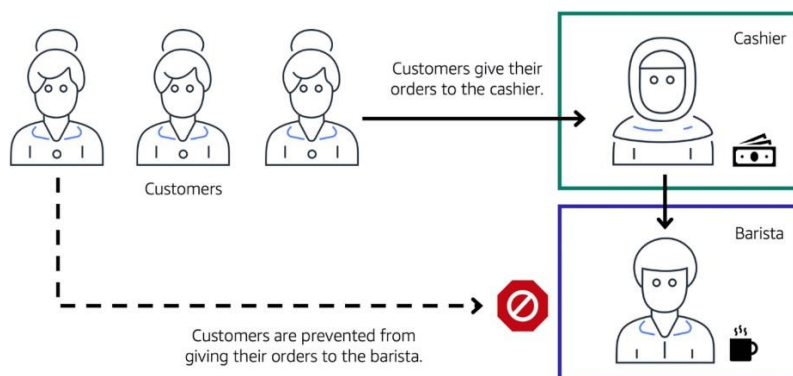 Cashier
Customers give their
orders to the cashier.
Customers
Barista
Customers are prevented from
giving their orders to the barista.